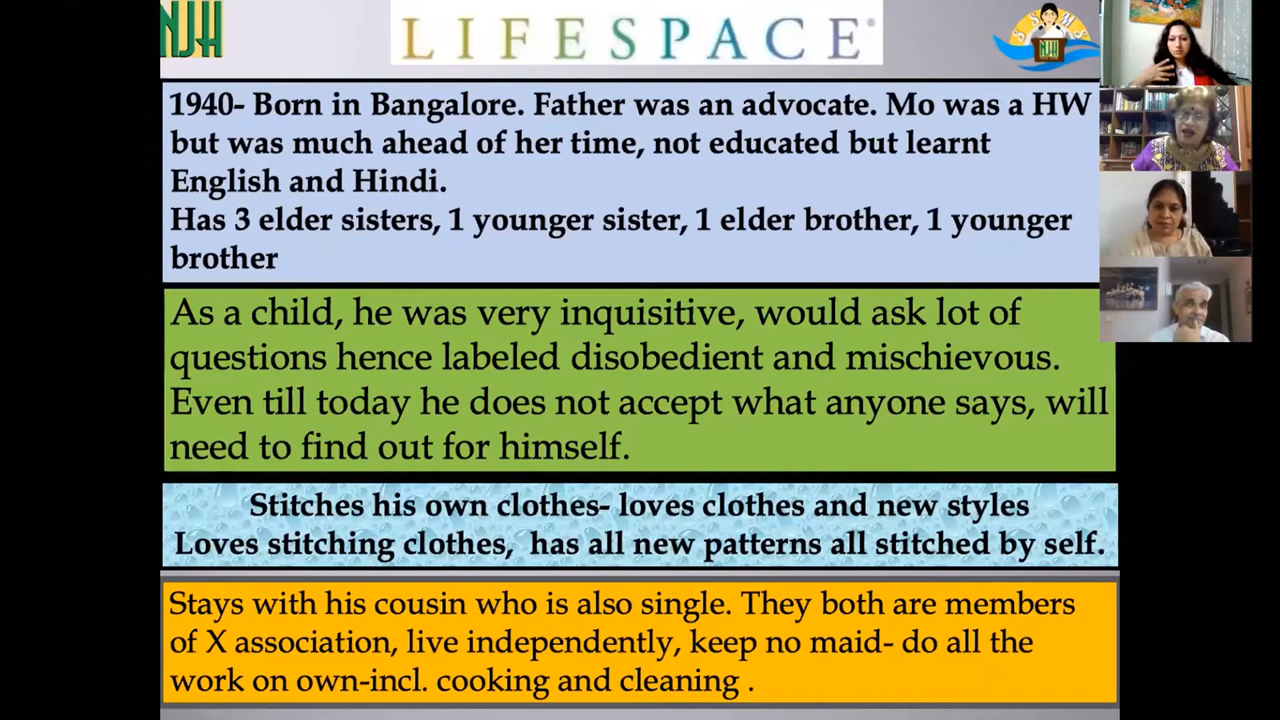 NJH
LIFESPACE®
S S M S
NJH
1940- Born in Bangalore. Father was an advocate. Mo was a HW
but was much ahead of her time, not educated but learnt
English and Hindi.
Has 3 elder sisters, 1 younger sister, 1 elder brother, 1 younger
brother
As a child, he was very inquisitive, would ask lot of
questions hence labeled disobedient and mischievous.
Even till today he does not accept what anyone says, will
need to find out for himself.
Stitches his own clothes- loves clothes and new styles
Loves stitching clothes, has all new patterns all stitched by self.
Stays with his cousin who is also single. They both are members
of X association, live independently, keep no maid- do all the
work on own-incl. cooking and cleaning .